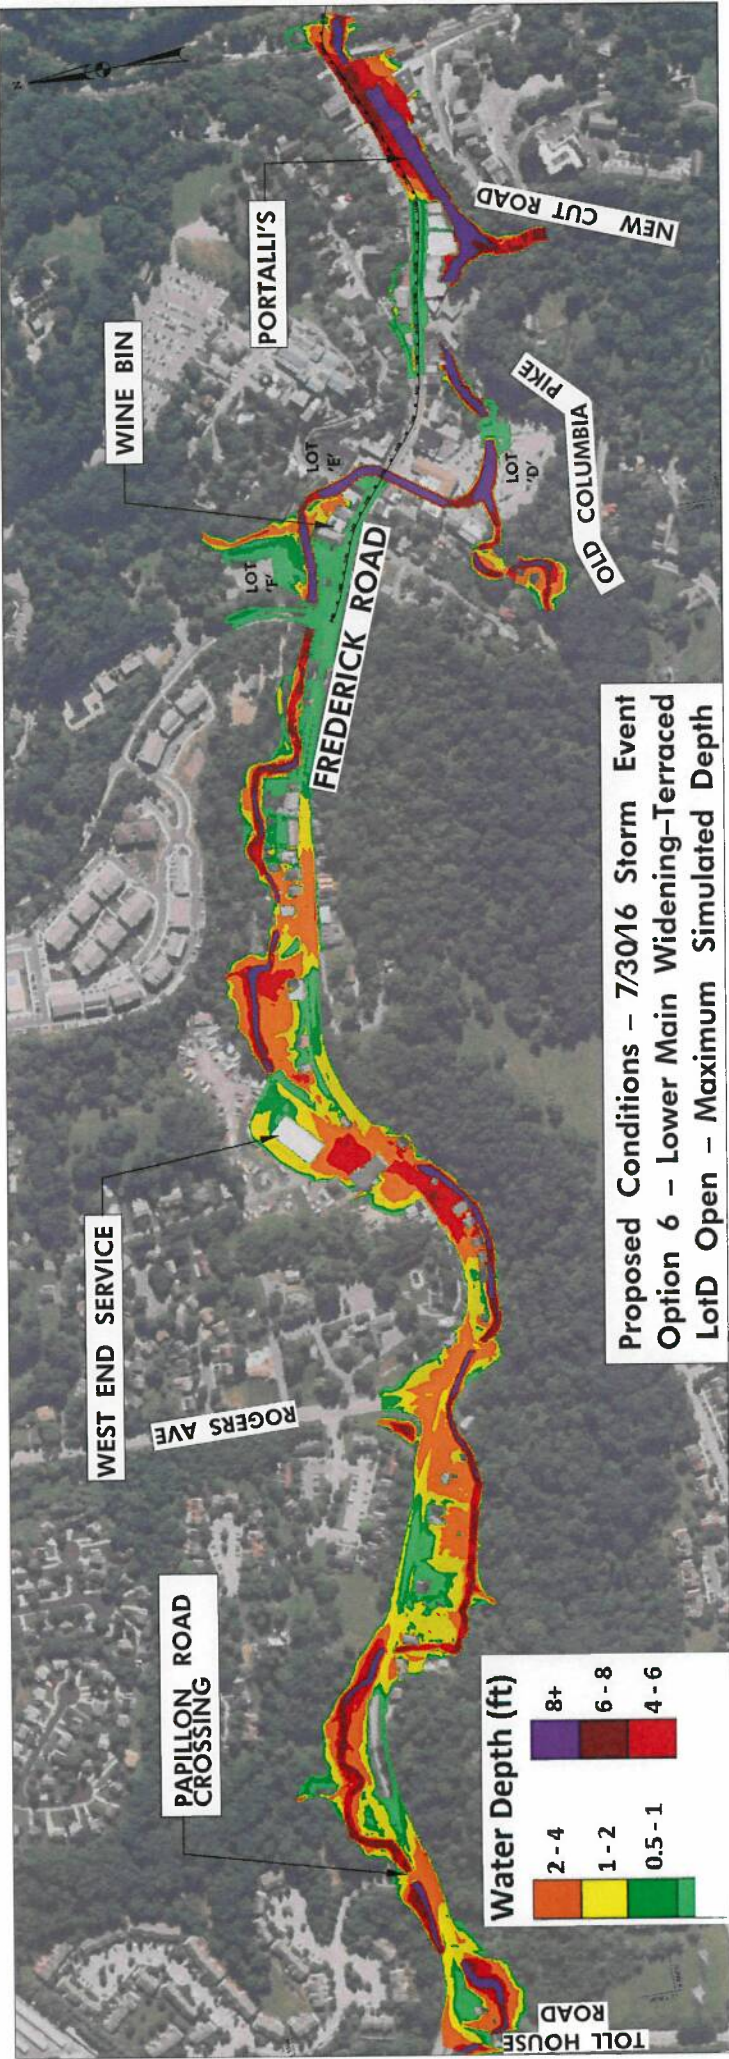 N
PORTALLI'S
NEW CUT ROAD
WINE BIN
LOT
'E'
LOT
'D'
OLD COLUMBIA
PIKE
LOT
'F'
FREDERICK ROAD
WEST END SERVICE
ROGERS AVE
PAPILLON ROAD
CROSSING
TOLL HOUSE
ROAD
Proposed Conditions – 7/30/16 Storm Event
Option 6 – Lower Main Widening–Terraced
LotD Open – Maximum Simulated Depth
Water Depth (ft)
2 - 4
1 - 2
0.5 - 1
8+
6 - 8
4 - 6